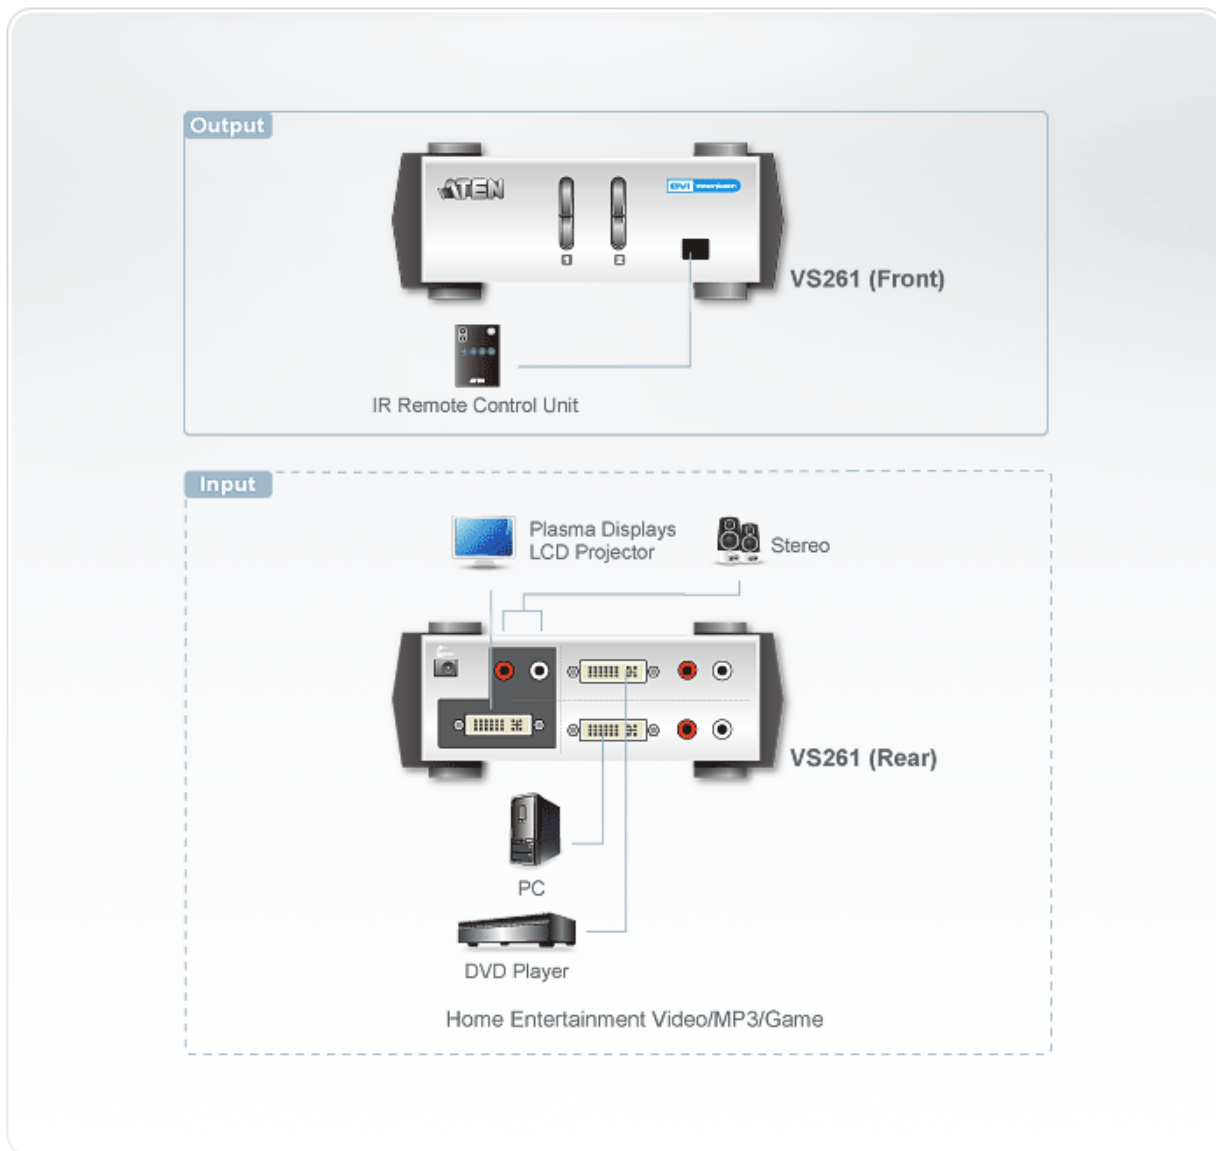 Output
ATEN
DVI
1
2
VS261 (Front)
ATEN
IR Remote Control Unit
Input
Plasma Displays
LCD Projector
Stereo
VS261 (Rear)
PC
DVD Player
Home Entertainment Video/MP3/Game